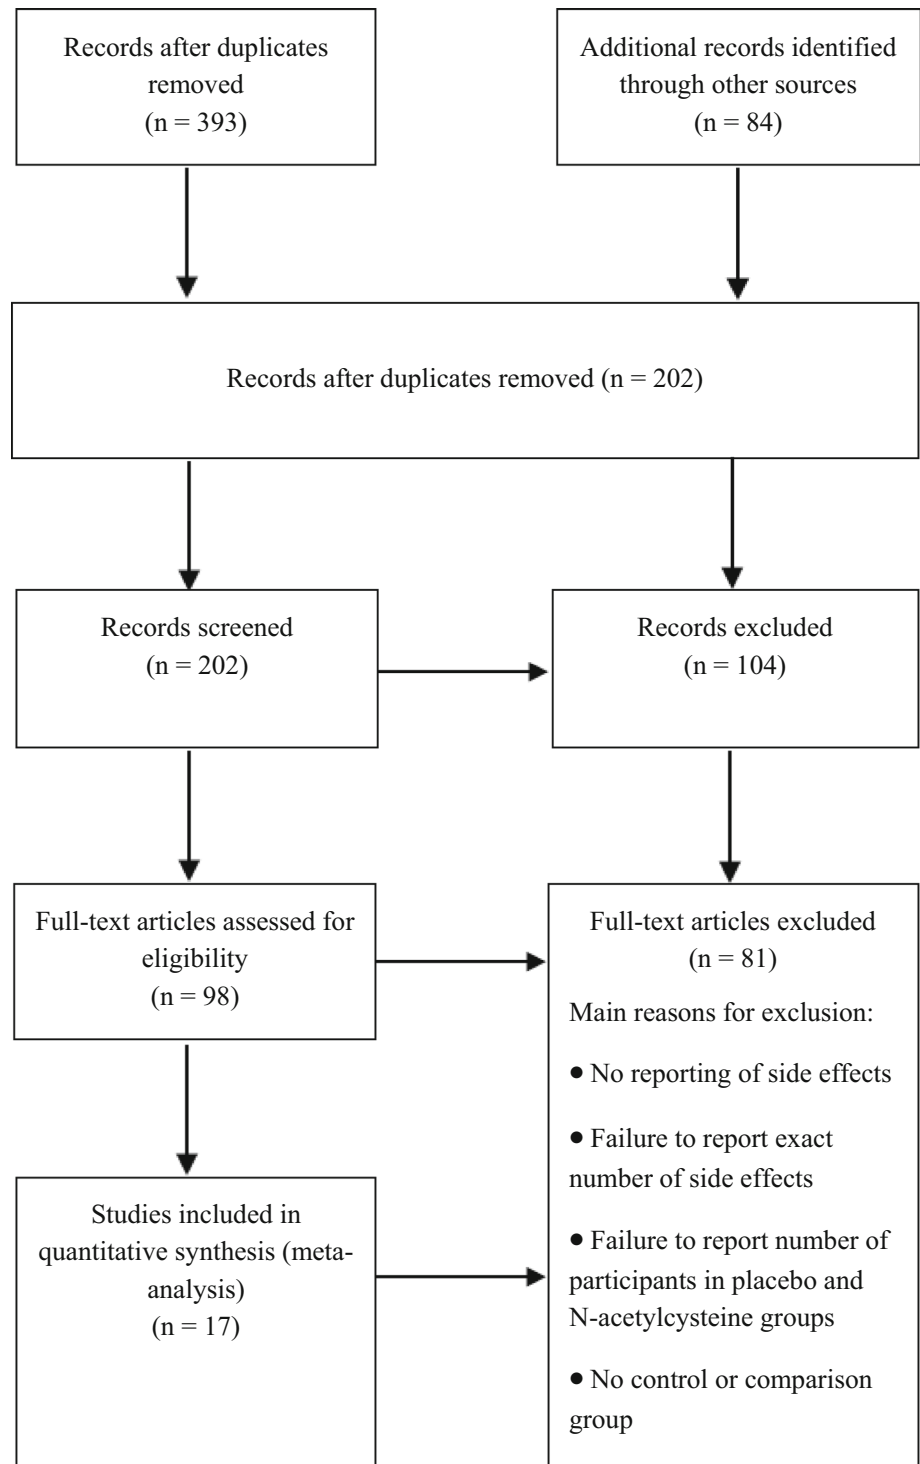 Records after duplicates
removed
(n = 393)
Additional records identified
through other sources
(n = 84)
Records after duplicates removed (n = 202)
Records screened
(n = 202)
Records excluded
(n = 104)
Full-text articles assessed for
eligibility
(n = 98)
Full-text articles excluded
(n = 81)
Main reasons for exclusion:
● No reporting of side effects
● Failure to report exact
number of side effects
● Failure to report number of
participants in placebo and
N-acetylcysteine groups
● No control or comparison
group
Studies included in
quantitative synthesis (meta-
analysis)
(n = 17)